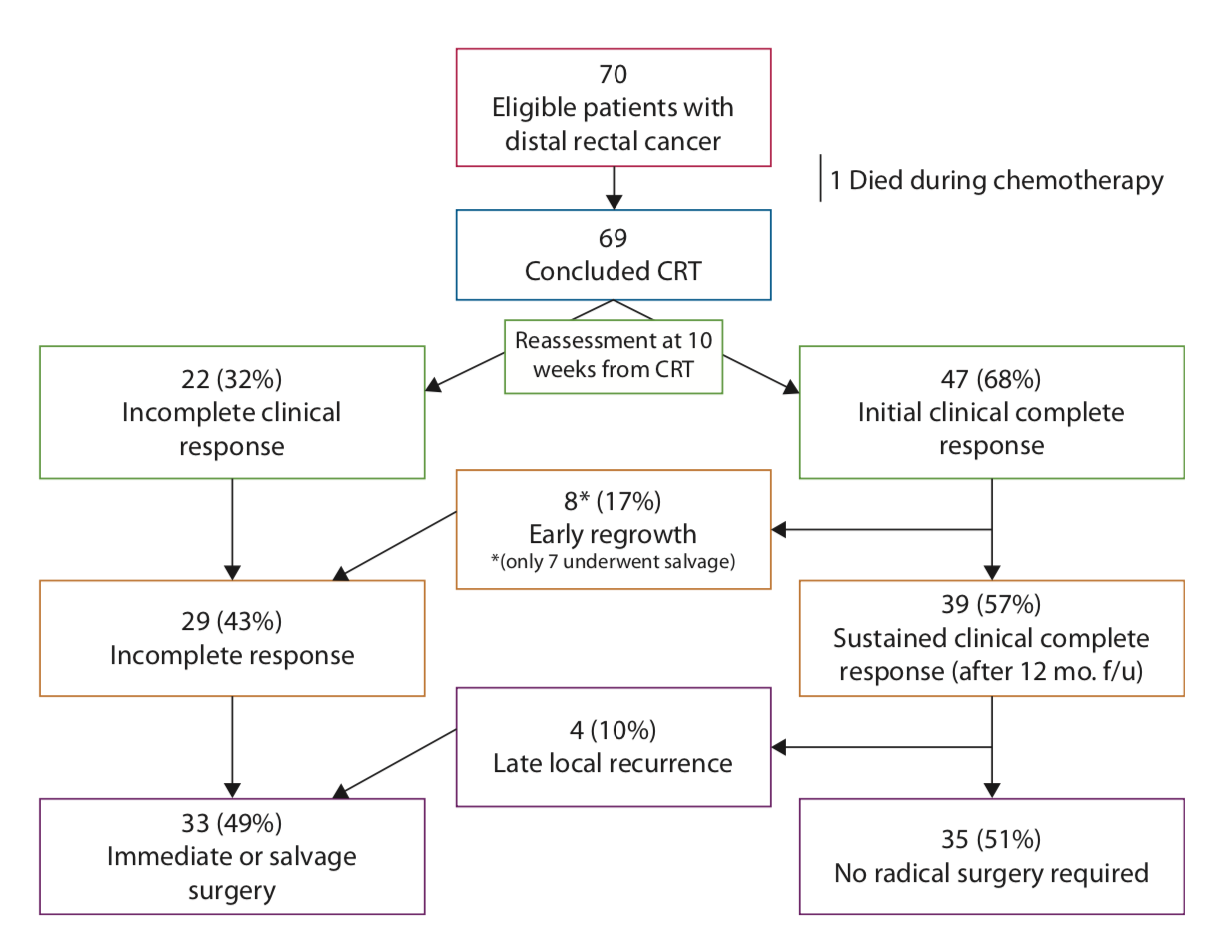 70
Eligible patients with
distal rectal cancer
1 Died during chemotherapy
69
Concluded CRT
Reassessment at 10
weeks from CRT
22 (32%)
Incomplete clinical
response
47 (68%)
Initial clinical complete
response
8* (17%)
Early regrowth
*(only 7 underwent salvage)
29 (43%)
Incomplete response
39 (57%)
Sustained clinical complete
response (after 12 mo. f/u)
4 (10%)
Late local recurrence
33 (49%)
Immediate or salvage
surgery
35 (51%)
No radical surgery required